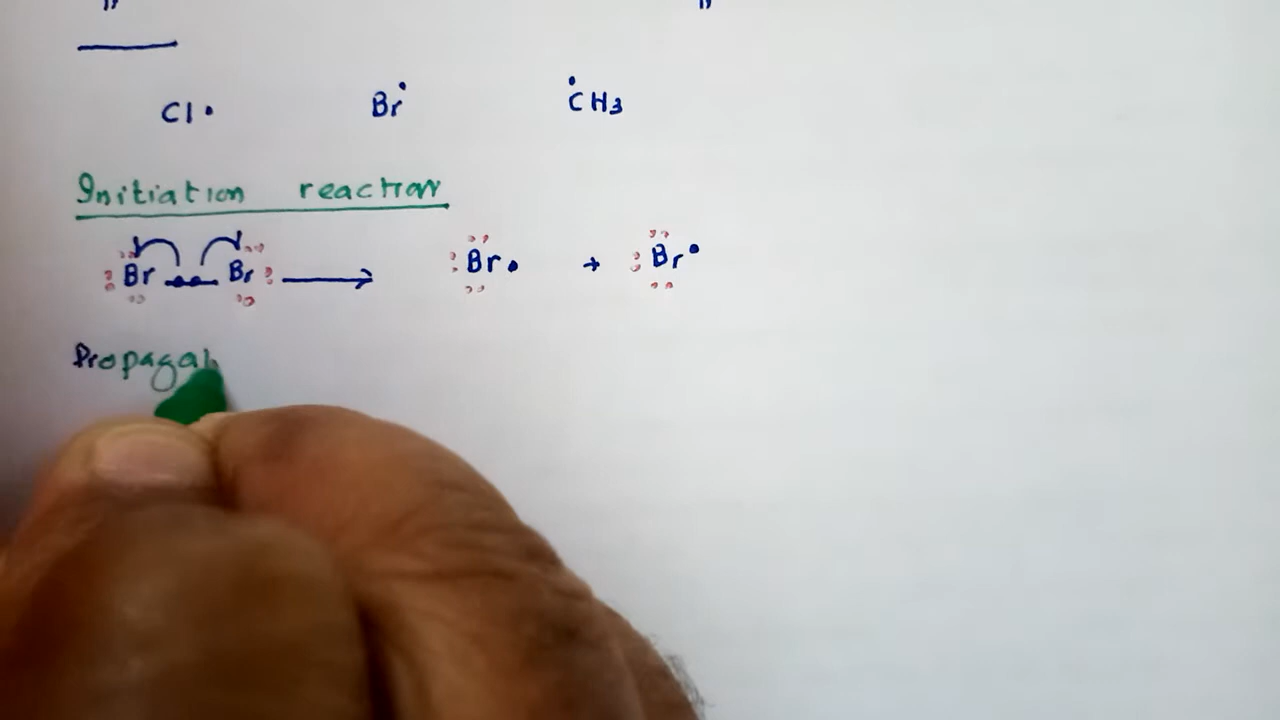 Cl• Br• •CH3
Initiation reaction
Br •• Br → Br• + Br•
Propagat